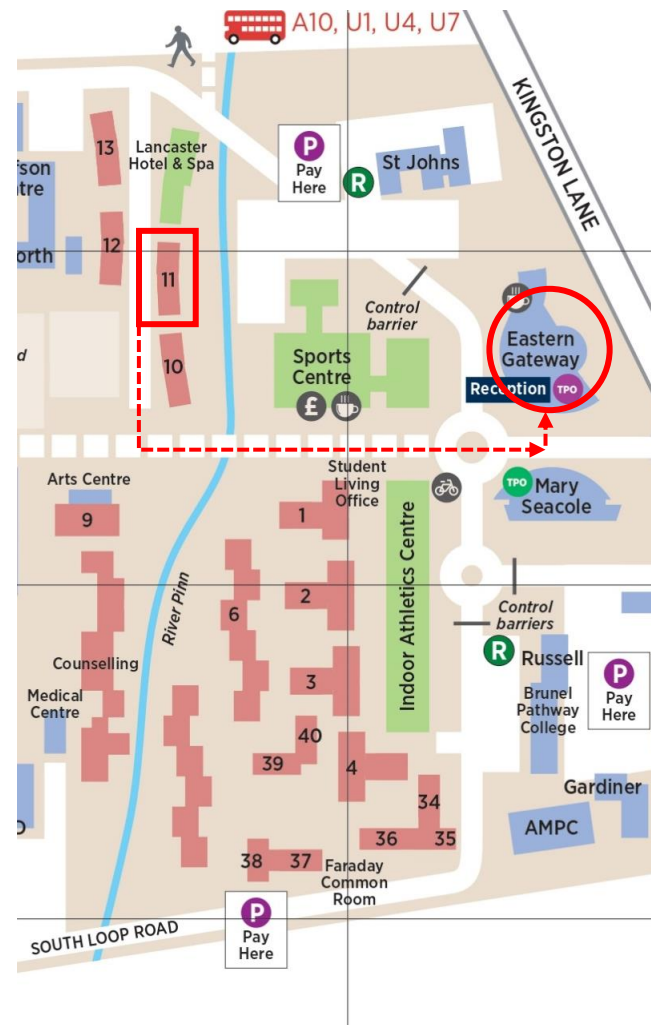 A10, U1, U4, U7
KINGSTON LANE
13
Lancaster
Hotel & Spa
P
Pay
Here
R
St Johns
fson
tre
12
orth
11
Control
barrier
Eastern
Gateway
Reception
TPO
d
10
Sports
Centre
£
Student
Living
Office
Arts Centre
9
1
TPO
Mary
Seacole
Indoor Athletics Centre
River Pinn
6
2
Control
barriers
Counselling
3
R
Russell
P
Pay
Here
Medical
Centre
Brunel
Pathway
College
40
39
4
34
Gardiner
36
35
AMPC
38
37
Faraday
Common
Room
P
Pay
Here
SOUTH LOOP ROAD